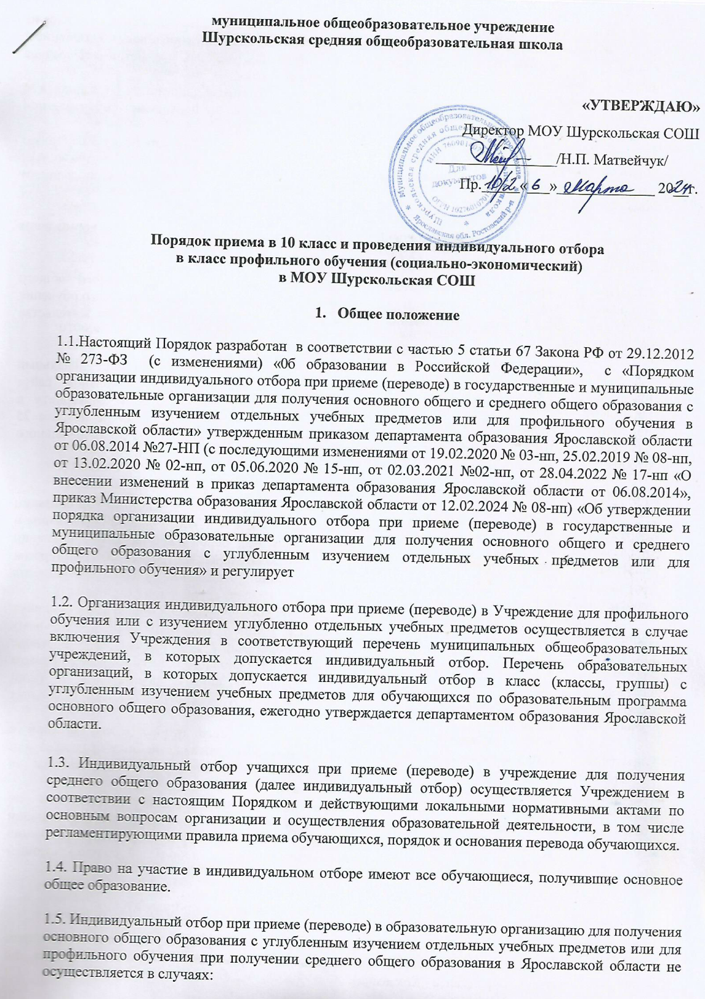 муниципальное общеобразовательное учреждение
Шурскольская средняя общеобразовательная школа
«УТВЕРЖДАЮ»
Директор МОУ Шурскольская СОШ
/Н.П. Матвейчук/
Пр. 10/2 « 6 » марта 2024г.
Для
документов
Порядок приема в 10 класс и проведения индивидуального отбора
в класс профильного обучения (социально-экономический)
в МОУ Шурскольская СОШ
1. Общее положение
1.1.Настоящий Порядок разработан в соответствии с частью 5 статьи 67 Закона РФ от 29.12.2012
№ 273-ФЗ (с изменениями) «0б образовании в Российской Федерации», с «Порядком
организации индивидуального отбора при приеме (переводе) в государственные и муниципальные
образовательные организации для получения основного общего и среднего общего образования с
углубленным изучением отдельных учебных предметов или для профильного обучения в
Ярославской области» утвержденным приказом департамента образования Ярославской области
от 06.08.2014 №27-НП (с последующими изменениями от 19.02.2020 № 03-нп, 25.02.2019 № 08-нп,
от 13.02.2020 № 02-нп, от 05.06.2020 № 15-нп, от 02.03.2021 №02-нп, от 28.04.2022 № 17-нп «О
внесении изменений в приказ департамента образования Ярославской области от 06.08.2014»,
приказ Министерства образования Ярославской области от 12.02.2024 № 08-нп) «Об утверждении
порядка организации индивидуального отбора при приеме (переводе) в государственные и
муниципальные образовательные организации для получения основного общего и среднего
общего образования с углубленным изучением отдельных учебных предметов или для
профильного обучения» и регулирует
1.2. Организация индивидуального отбора при приеме (переводе) в Учреждение для профильного
обучения или с изучением углубленно отдельных учебных предметов осуществляется в случае
включения Учреждения в соответствующий перечень муниципальных общеобразовательных
учреждений, в которых допускается индивидуальный отбор. Перечень образовательных
организаций, в которых допускается индивидуальный отбор в класс (классы, группы) с
углубленным изучением учебных предметов для обучающихся по образовательным программа
основного общего образования, ежегодно утверждается департаментом образования Ярославской
области.
1.3. Индивидуальный отбор учащихся при приеме (переводе) в учреждение для получения
среднего общего образования (далее индивидуальный отбор) осуществляется Учреждением в
соответствии с настоящим Порядком и действующими локальными нормативными актами по
основным вопросам организации и осуществления образовательной деятельности, в том числе
регламентирующими правила приема обучающихся, порядок и основания перевода обучающихся.
1.4. Право на участие в индивидуальном отборе имеют все обучающиеся, получившие основное
общее образование.
1.5. Индивидуальный отбор при приеме (переводе) в образовательную организацию для получения
основного общего образования с углубленным изучением отдельных учебных предметов или для
профильного обучения при получении среднего общего образования в Ярославской области не
осуществляется в случаях: